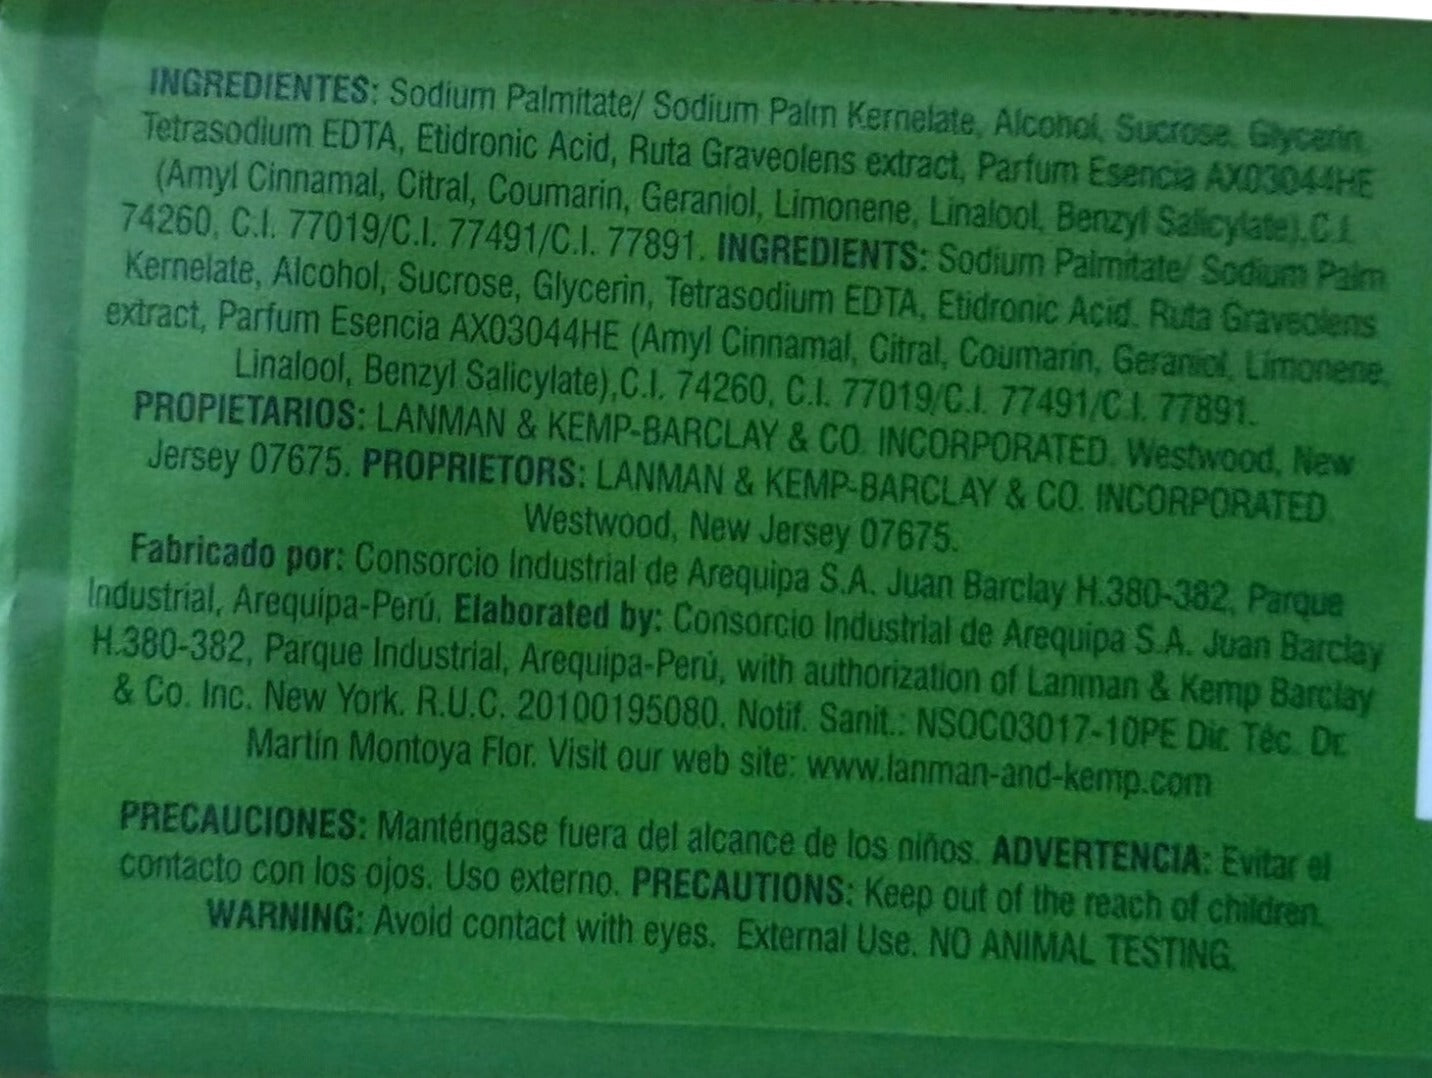 INGREDIENTES: Sodium Palmitate/ Sodium Palm Kernelate, Alcohol, Sucrose, Glycerin,
Tetrasodium EDTA, Etidronic Acid, Ruta Graveolens extract, Parfum Esencia AX03044HE
(Amyl Cinnamal, Citral, Coumarin, Geraniol, Limonene, Linalool, Benzyl Salicylate),C.I.
74260, C.I. 77019/C.I. 77491/C.I. 77891. INGREDIENTS: Sodium Palmitate/ Sodium Palm
Kernelate, Alcohol, Sucrose, Glycerin, Tetrasodium EDTA, Etidronic Acid. Ruta Graveolens
extract, Parfum Esencia AX03044HE (Amyl Cinnamal, Citral, Coumarin, Geraniol, Limonene,
Linalool, Benzyl Salicylate),C.I. 74260, C.I. 77019/C.I. 77491/C.I. 77891.
PROPIETARIOS: LANMAN & KEMP-BARCLAY & CO. INCORPORATED. Westwood, New
Jersey 07675. PROPRIETORS: LANMAN & KEMP-BARCLAY & CO. INCORPORATED.
Westwood, New Jersey 07675.
Fabricado por: Consorcio Industrial de Arequipa S.A. Juan Barclay H.380-382, Parque
Industrial, Arequipa-Perú. Elaborated by: Consorcio Industrial de Arequipa S.A. Juan Barclay
H.380-382, Parque Industrial, Arequipa-Perú, with authorization of Lanman & Kemp Barclay
& Co. Inc. New York. R.U.C. 20100195080. Notif. Sanit.: NSOC03017-10PE Dir. Téc. Dr.
Martín Montoya Flor. Visit our web site: www.lanman-and-kemp.com
PRECAUCIONES: Manténgase fuera del alcance de los niños. ADVERTENCIA: Evitar el
contacto con los ojos. Uso externo. PRECAUTIONS: Keep out of the reach of children.
WARNING: Avoid contact with eyes. External Use. NO ANIMAL TESTING.